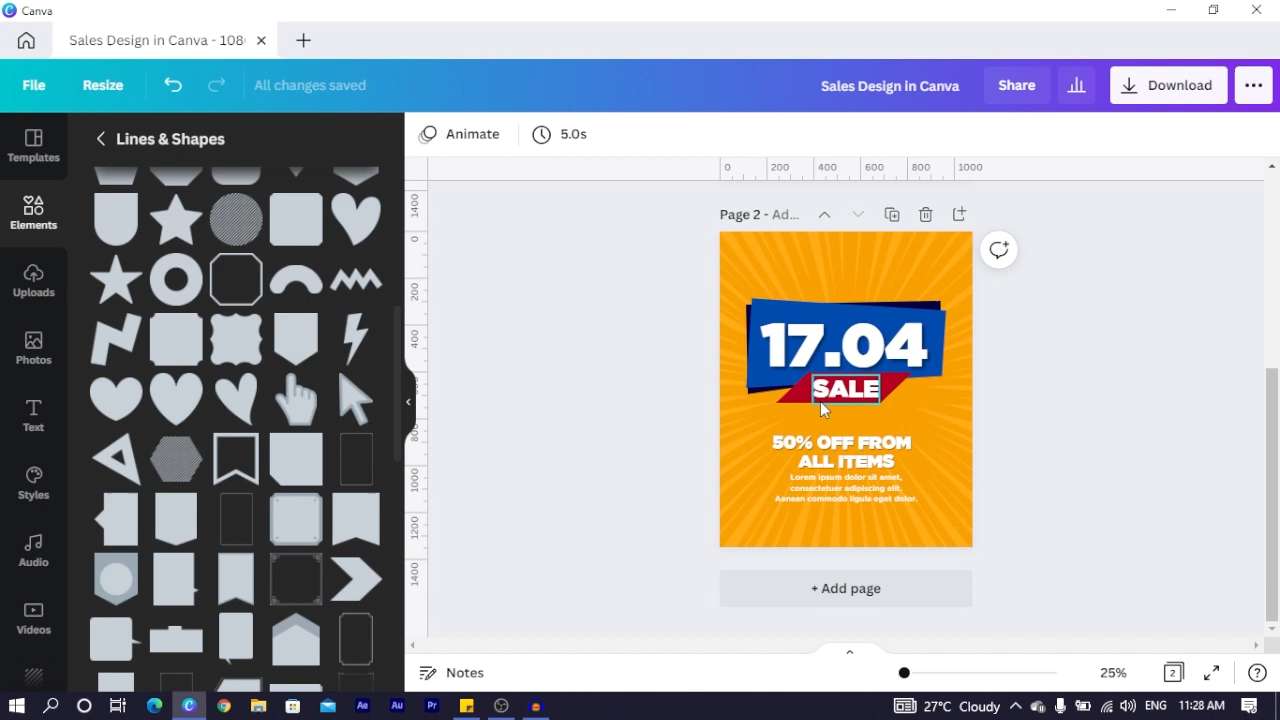 Canva
Sales Design in Canva - 108
File
Resize
All changes saved
Sales Design in Canva
Share
Download
Templates
Elements
Uploads
Photos
Text
Styles
Audio
Videos
Lines & Shapes
Animate
5.0s
0 200 400 600 800 1000
1400
0
200
400
800
1000
1200
1400
Page 2 - Ad...
17.04
SALE
50% OFF FROM
ALL ITEMS
Lorem ipsum dolor sit amet,
consectetuer adipiscing elit.
Aenean commodo ligula eget dolor.
+ Add page
Notes
25%
2
27°C Cloudy
ENG
11:28 AM
Ae
Au
Pr